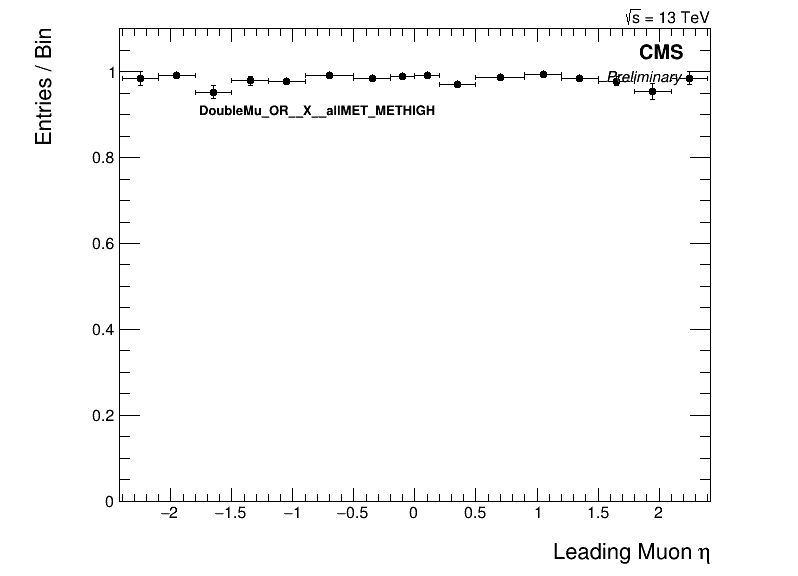 √s = 13 TeV
CMS
Preliminary
Entries / Bin
DoubleMu_OR__X__allMET_METHIGH
1
0.8
0.6
0.4
0.2
0
−2 −1.5 −1 −0.5 0 0.5 1 1.5 2
Leading Muon η